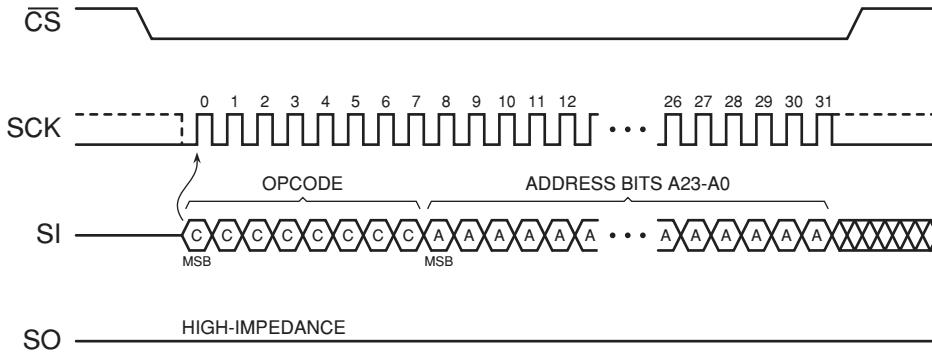 CS
0 1 2 3 4 5 6 7 8 9 10 11 12 26 27 28 29 30 31
SCK
OPCODE ADDRESS BITS A23-A0
SI C C C C C C C C A A A A A A A A A A A A
MSB MSB
HIGH-IMPEDANCE
SO